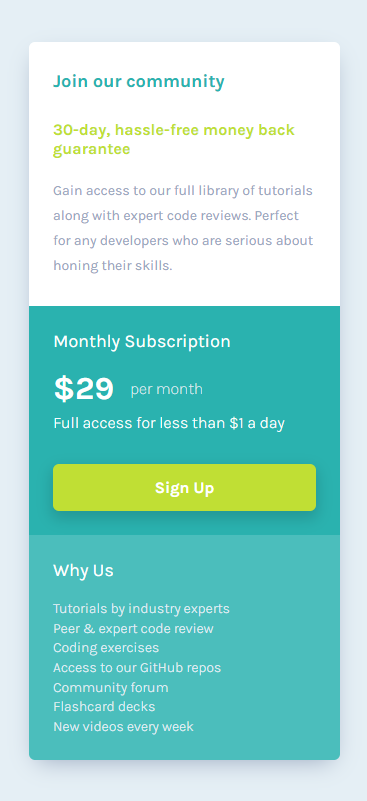 Join our community
30-day, hassle-free money back
guarantee
Gain access to our full library of tutorials
along with expert code reviews. Perfect
for any developers who are serious about
honing their skills.
Monthly Subscription
$29 per month
Full access for less than $1 a day
Sign Up
Why Us
Tutorials by industry experts
Peer & expert code review
Coding exercises
Access to our GitHub repos
Community forum
Flashcard decks
New videos every week